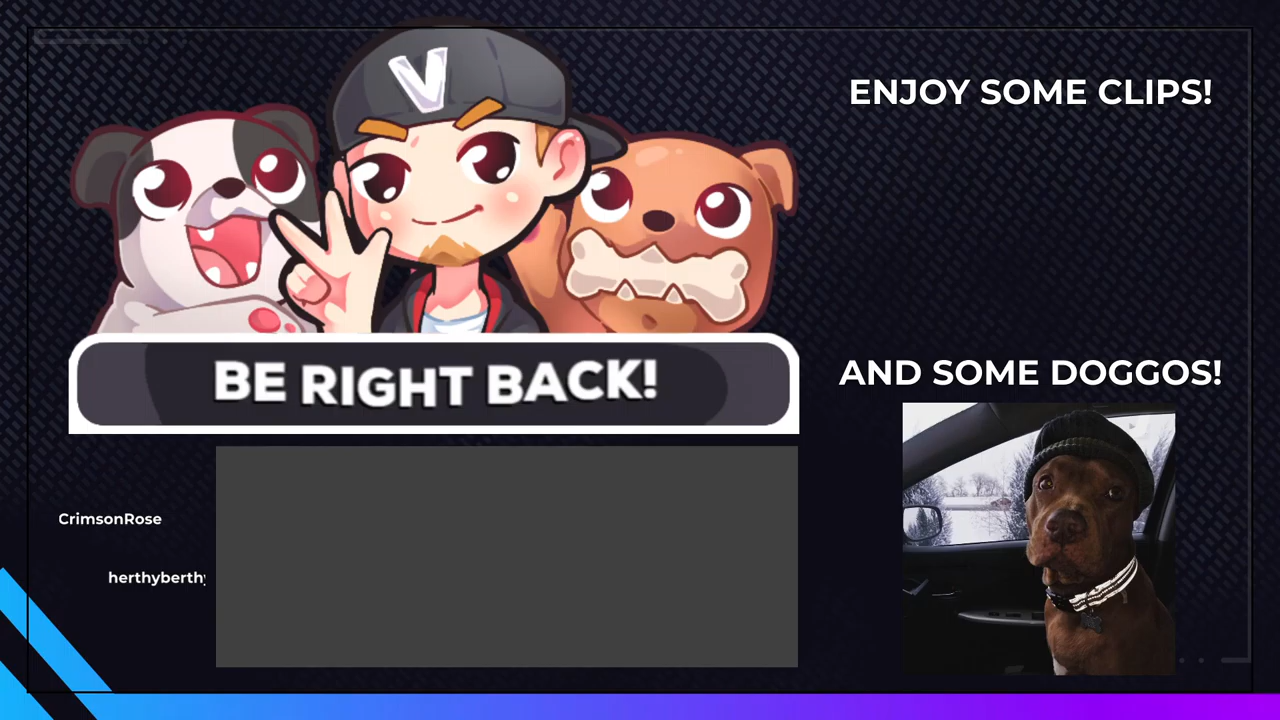 V
BE RIGHT BACK!
ENJOY SOME CLIPS!
AND SOME DOGGOS!
CrimsonRose
herthyberthy